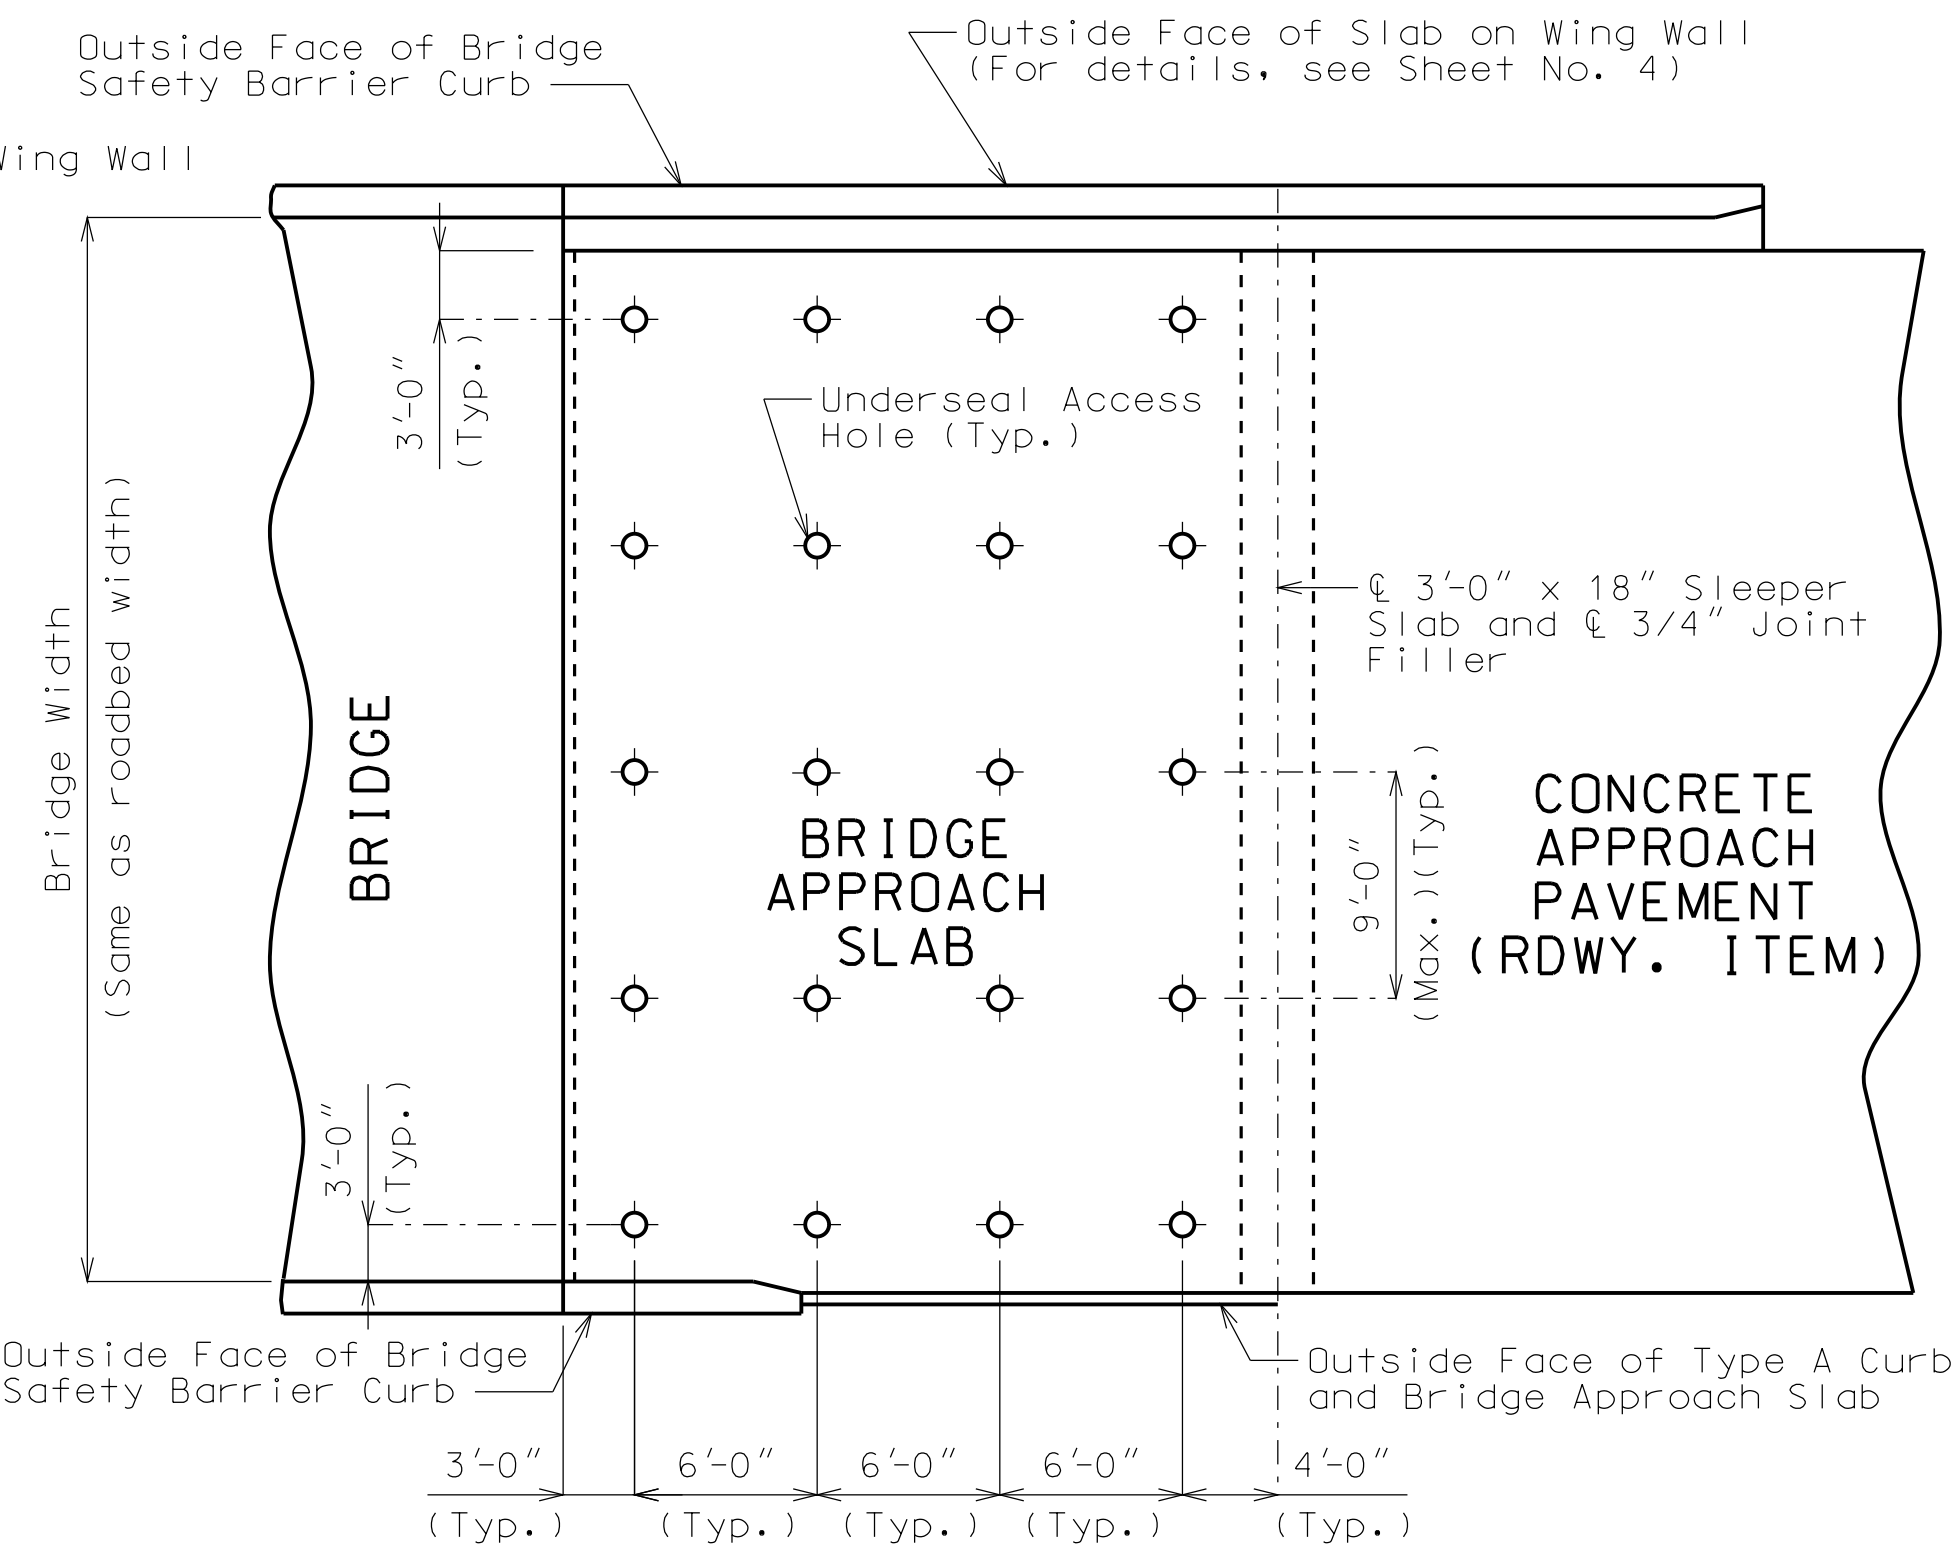 Outside Face of Bridge
Safety Barrier Curb
Outside Face of Slab on Wing Wall
(For details, see Sheet No. 4)
Wing Wall
3'-0"
(Typ.)
Underseal Access
Hole (Typ.)
Bridge Width
(Same as roadbed width)
BRIDGE
℄ 3'-0" x 18" Sleeper
Slab and ℄ 3/4" Joint
Filler
BRIDGE
APPROACH
SLAB
9'-0"
(Max.)(Typ.)
CONCRETE
APPROACH
PAVEMENT
(RDWY. ITEM)
3'-0"
(Typ.)
Outside Face of Bridge
Safety Barrier Curb
Outside Face of Type A Curb
and Bridge Approach Slab
3'-0" 6'-0" 6'-0" 6'-0" 4'-0"
(Typ.) (Typ.) (Typ.) (Typ.) (Typ.)